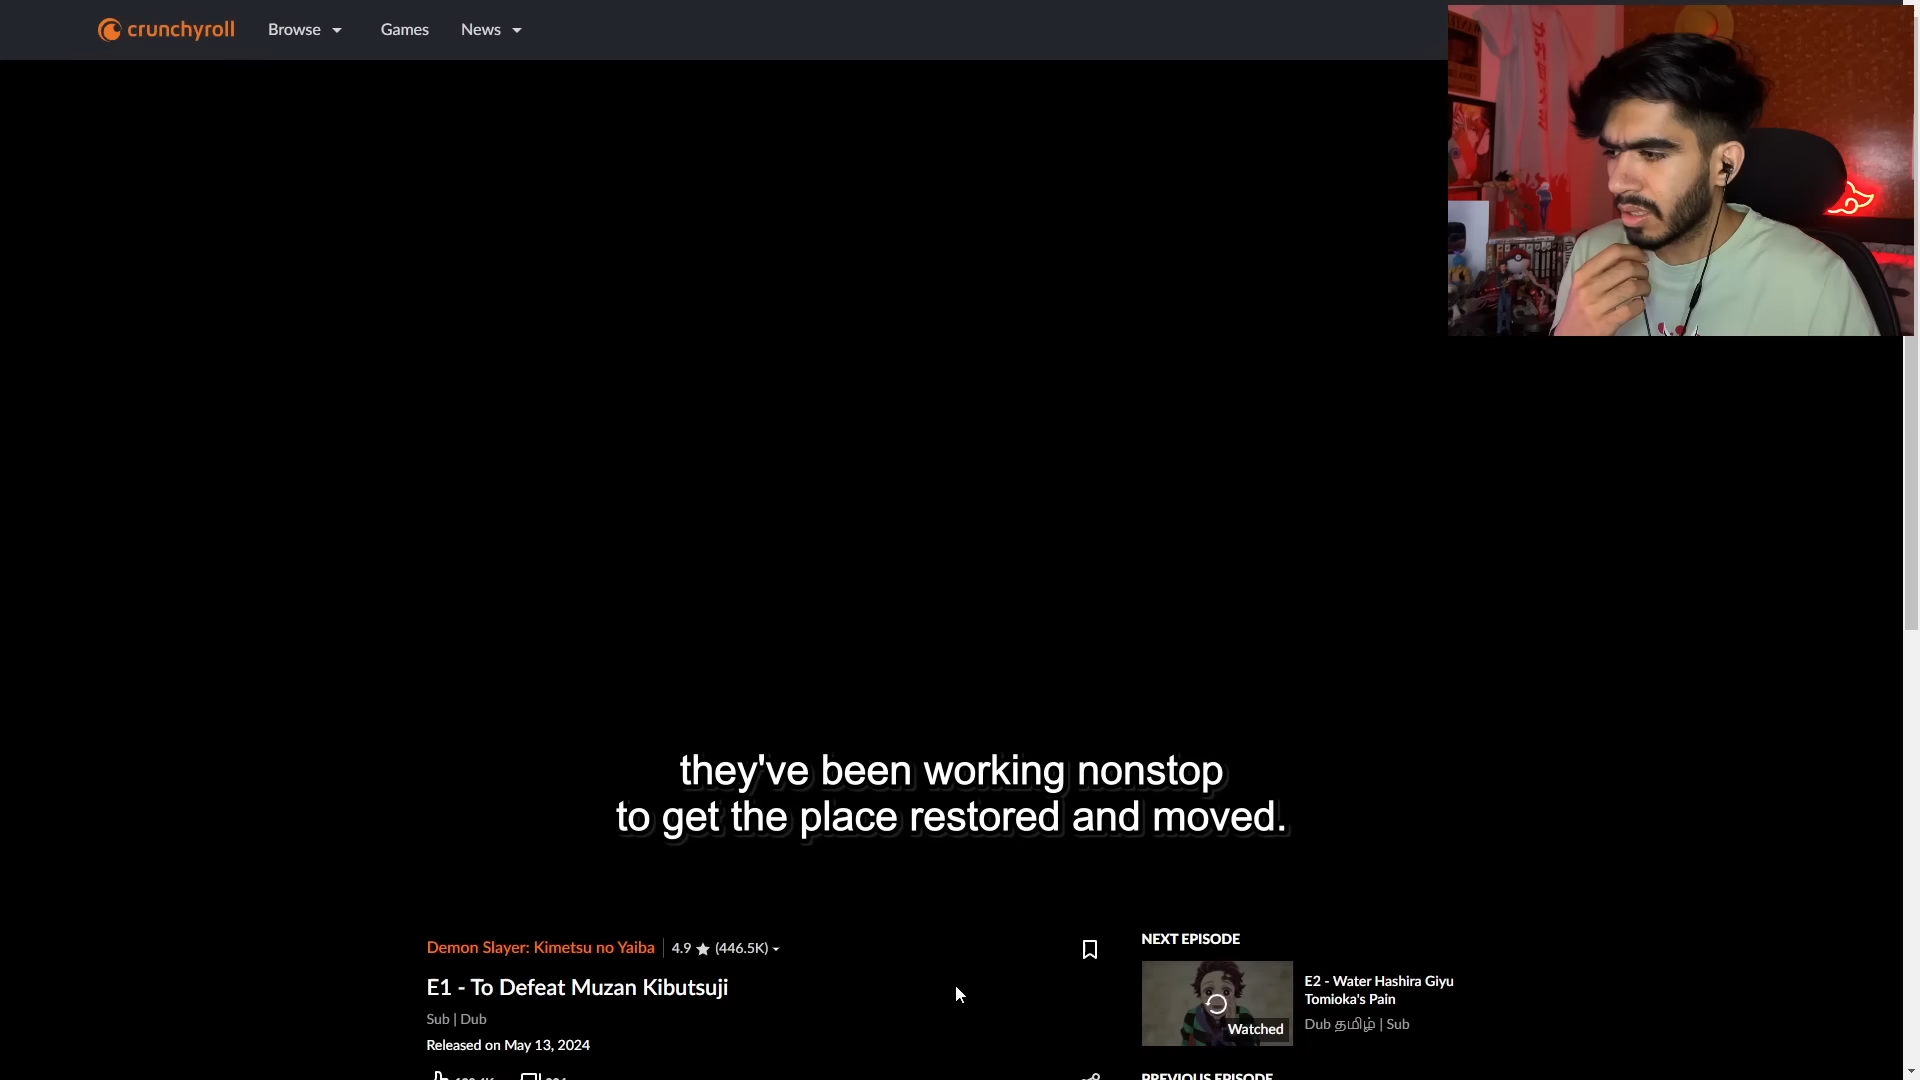 crunchyroll
Browse
Games
News
they've been working nonstop
to get the place restored and moved.
Demon Slayer: Kimetsu no Yaiba
4.9 ★ (446.5K)
E1 - To Defeat Muzan Kibutsuji
Sub | Dub
Released on May 13, 2024
NEXT EPISODE
Watched
E2 - Water Hashira Giyu
Tomioka's Pain
Dub தமிழ் | Sub
PREVIOUS EPISODE